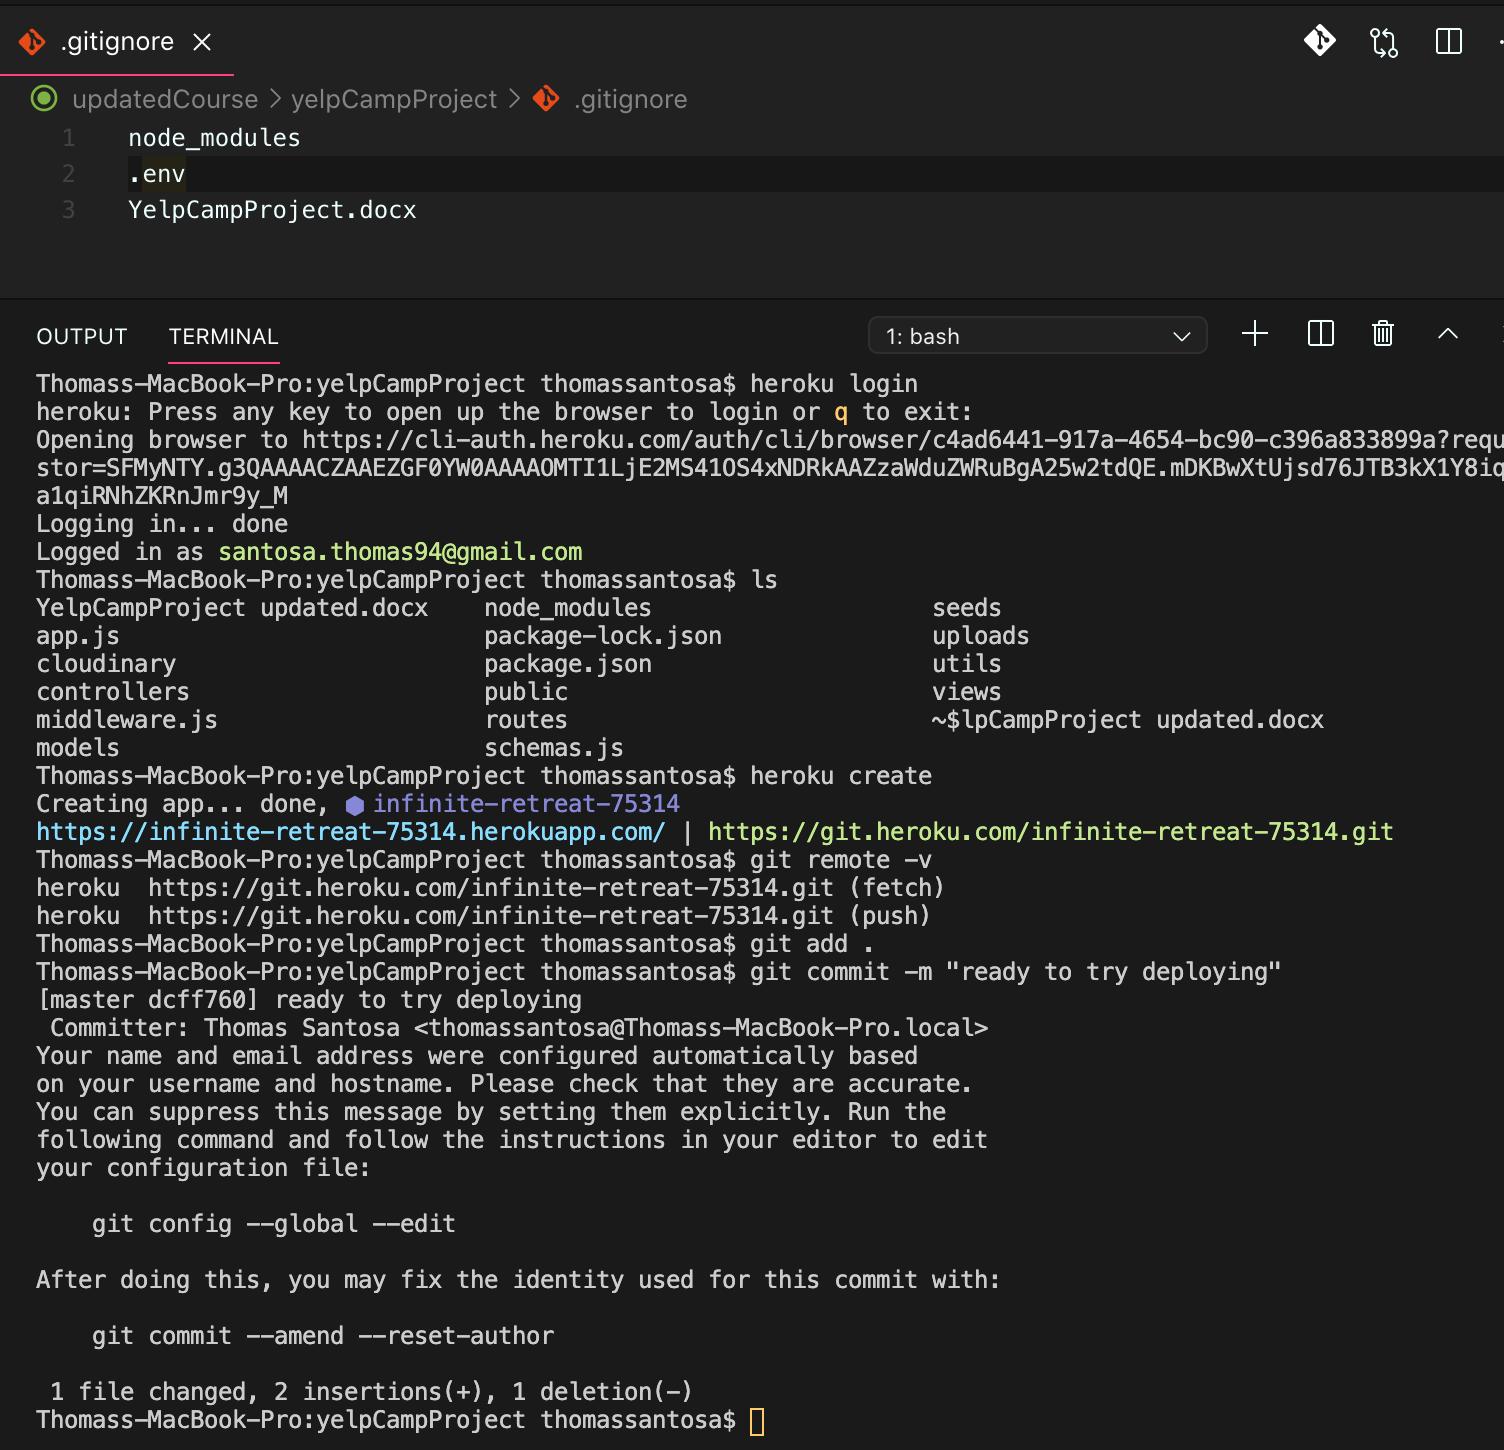 .gitignore
updatedCourse > yelpCampProject > .gitignore
1 node_modules
2 .env
3 YelpCampProject.docx
OUTPUT TERMINAL 1: bash
Thomass-MacBook-Pro:yelpCampProject thomassantosa$ heroku login
heroku: Press any key to open up the browser to login or q to exit:
Opening browser to https://cli-auth.heroku.com/auth/cli/browser/c4ad6441-917a-4654-bc90-c396a833899a?requ
stor=SFMyNTY.g3QAAAACZAAEZGF0YW0AAAAOMTI1LjE2MS41OS4xNDRkAAZzaWduZWRuBgA25w2tdQE.mDKBwXtUjsd76JTB3kX1Y8iq
a1qiRNhZKRnJmr9y_M
Logging in... done
Logged in as santosa.thomas94@gmail.com
Thomass-MacBook-Pro:yelpCampProject thomassantosa$ ls
YelpCampProject updated.docx node_modules seeds
app.js package-lock.json uploads
cloudinary package.json utils
controllers public views
middleware.js routes ~$lpCampProject updated.docx
models schemas.js
Thomass-MacBook-Pro:yelpCampProject thomassantosa$ heroku create
Creating app... done, ⬢ infinite-retreat-75314
https://infinite-retreat-75314.herokuapp.com/ | https://git.heroku.com/infinite-retreat-75314.git
Thomass-MacBook-Pro:yelpCampProject thomassantosa$ git remote -v
heroku https://git.heroku.com/infinite-retreat-75314.git (fetch)
heroku https://git.heroku.com/infinite-retreat-75314.git (push)
Thomass-MacBook-Pro:yelpCampProject thomassantosa$ git add .
Thomass-MacBook-Pro:yelpCampProject thomassantosa$ git commit -m "ready to try deploying"
[master dcff760] ready to try deploying
Committer: Thomas Santosa <thomassantosa@Thomass-MacBook-Pro.local>
Your name and email address were configured automatically based
on your username and hostname. Please check that they are accurate.
You can suppress this message by setting them explicitly. Run the
following command and follow the instructions in your editor to edit
your configuration file:
git config --global --edit
After doing this, you may fix the identity used for this commit with:
git commit --amend --reset-author
1 file changed, 2 insertions(+), 1 deletion(-)
Thomass-MacBook-Pro:yelpCampProject thomassantosa$